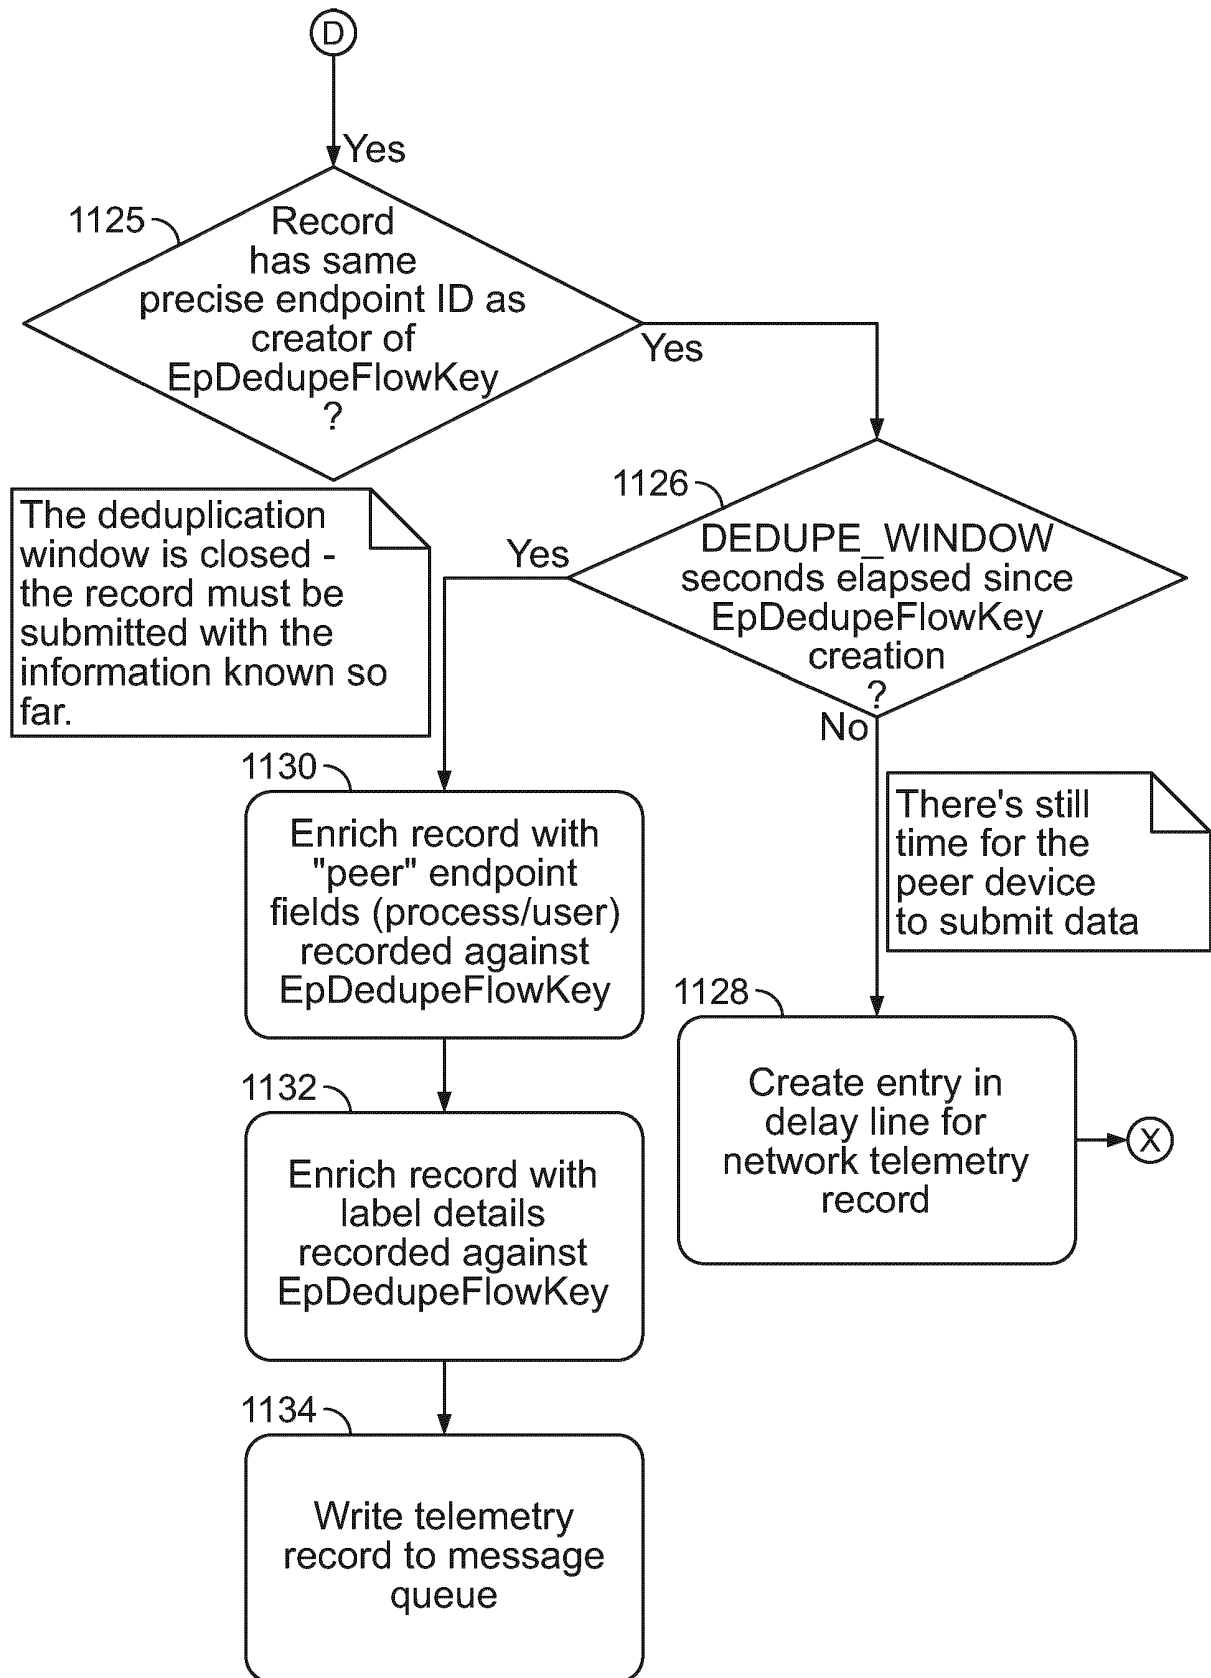 D
Yes
1125
Record
has same
precise endpoint ID as
creator of
EpDedupeFlowKey
?
Yes
1126
DEDUPE_WINDOW
seconds elapsed since
EpDedupeFlowKey
creation
?
Yes
No
The deduplication
window is closed -
the record must be
submitted with the
information known so
far.
1130
Enrich record with
"peer" endpoint
fields (process/user)
recorded against
EpDedupeFlowKey
There's still
time for the
peer device
to submit data
1128
Create entry in
delay line for
network telemetry
record
X
1132
Enrich record with
label details
recorded against
EpDedupeFlowKey
1134
Write telemetry
record to message
queue